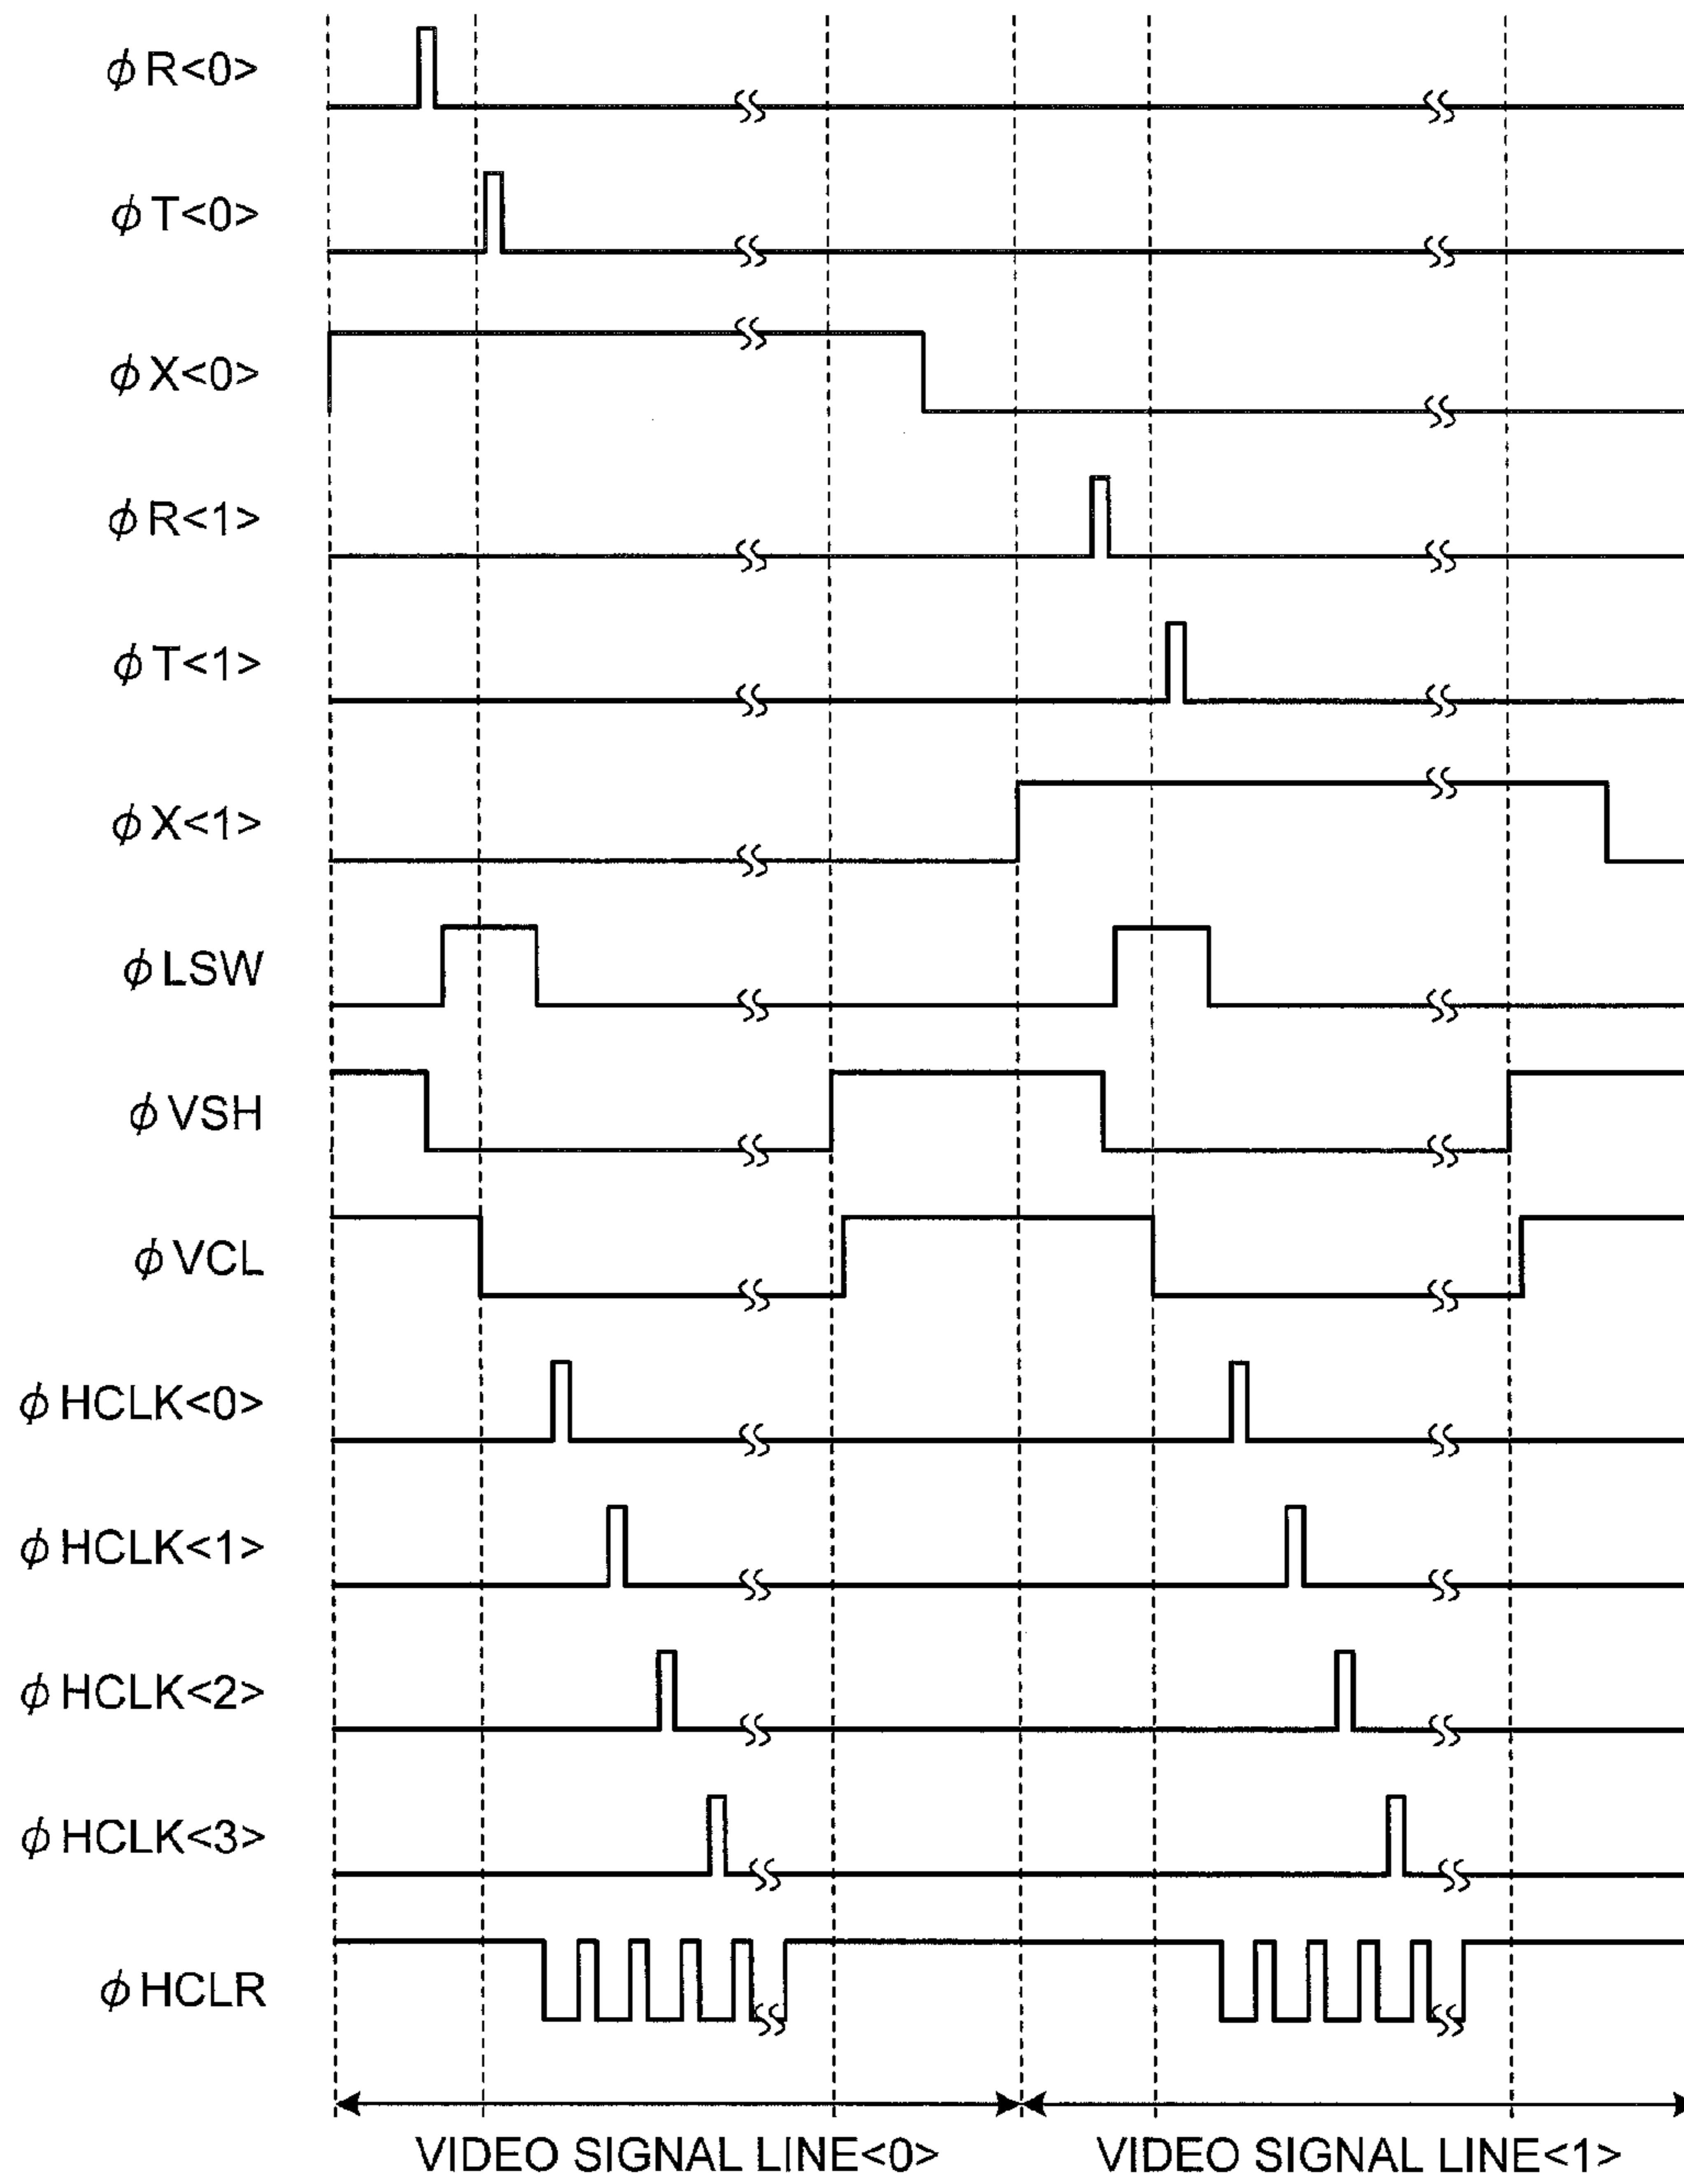 ϕR<0>
ϕT<0>
ϕX<0>
ϕR<1>
ϕT<1>
ϕX<1>
ϕLSW
ϕVSH
ϕVCL
ϕHCLK<0>
ϕHCLK<1>
ϕHCLK<2>
ϕHCLK<3>
ϕHCLR
VIDEO SIGNAL LINE<0> VIDEO SIGNAL LINE<1>